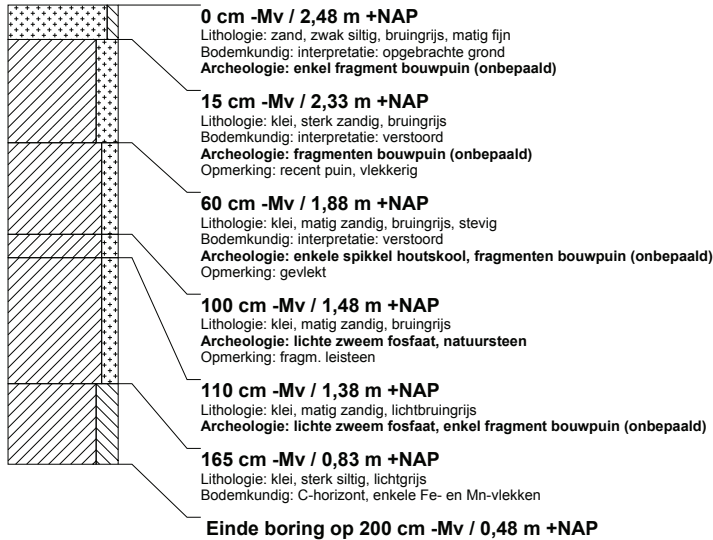 0 cm -Mv / 2,48 m +NAP
Lithologie: zand, zwak siltig, bruingrijs, matig fijn
Bodemkundig: interpretatie: opgebrachte grond
Archeologie: enkel fragment bouwpuin (onbepaald)
15 cm -Mv / 2,33 m +NAP
Lithologie: klei, sterk zandig, bruingrijs
Bodemkundig: interpretatie: verstoord
Archeologie: fragmenten bouwpuin (onbepaald)
Opmerking: recent puin, vlekkerig
60 cm -Mv / 1,88 m +NAP
Lithologie: klei, matig zandig, bruingrijs, stevig
Bodemkundig: interpretatie: verstoord
Archeologie: enkele spikkel houtskool, fragmenten bouwpuin (onbepaald)
Opmerking: gevlekt
100 cm -Mv / 1,48 m +NAP
Lithologie: klei, matig zandig, bruingrijs
Archeologie: lichte zweem fosfaat, natuursteen
Opmerking: fragm. leisteen
110 cm -Mv / 1,38 m +NAP
Lithologie: klei, matig zandig, lichtbruingrijs
Archeologie: lichte zweem fosfaat, enkel fragment bouwpuin (onbepaald)
165 cm -Mv / 0,83 m +NAP
Lithologie: klei, sterk siltig, lichtgrijs
Bodemkundig: C-horizont, enkele Fe- en Mn-vlekken
Einde boring op 200 cm -Mv / 0,48 m +NAP